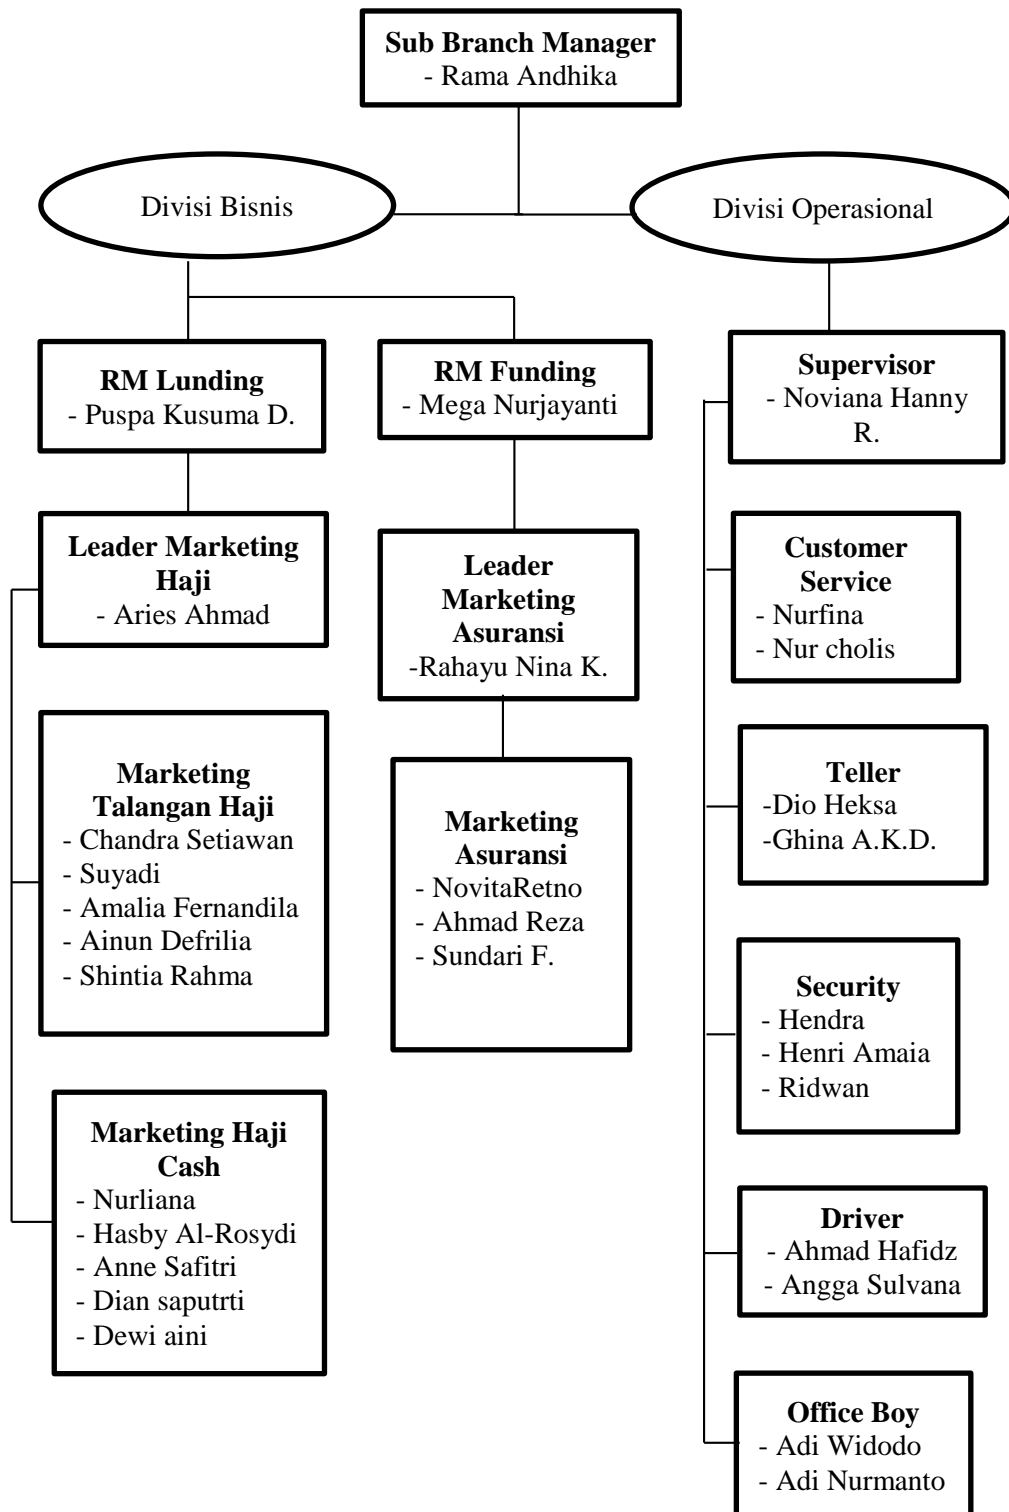 Sub Branch Manager
- Rama Andhika
Divisi Bisnis
Divisi Operasional
RM Lunding
- Puspa Kusuma D.
RM Funding
- Mega Nurjayanti
Supervisor
- Noviana Hanny
R.
Leader Marketing
Haji
- Aries Ahmad
Leader
Marketing
Asuransi
-Rahayu Nina K.
Customer
Service
- Nurfina
- Nur cholis
Marketing
Talangan Haji
- Chandra Setiawan
- Suyadi
- Amalia Fernandila
- Ainun Defrilia
- Shintia Rahma
Marketing
Asuransi
- NovitaRetno
- Ahmad Reza
- Sundari F.
Teller
-Dio Heksa
-Ghina A.K.D.
Security
- Hendra
- Henri Amaia
- Ridwan
Marketing Haji
Cash
- Nurliana
- Hasby Al-Rosydi
- Anne Safitri
- Dian saputrti
- Dewi aini
Driver
- Ahmad Hafidz
- Angga Sulvana
Office Boy
- Adi Widodo
- Adi Nurmanto